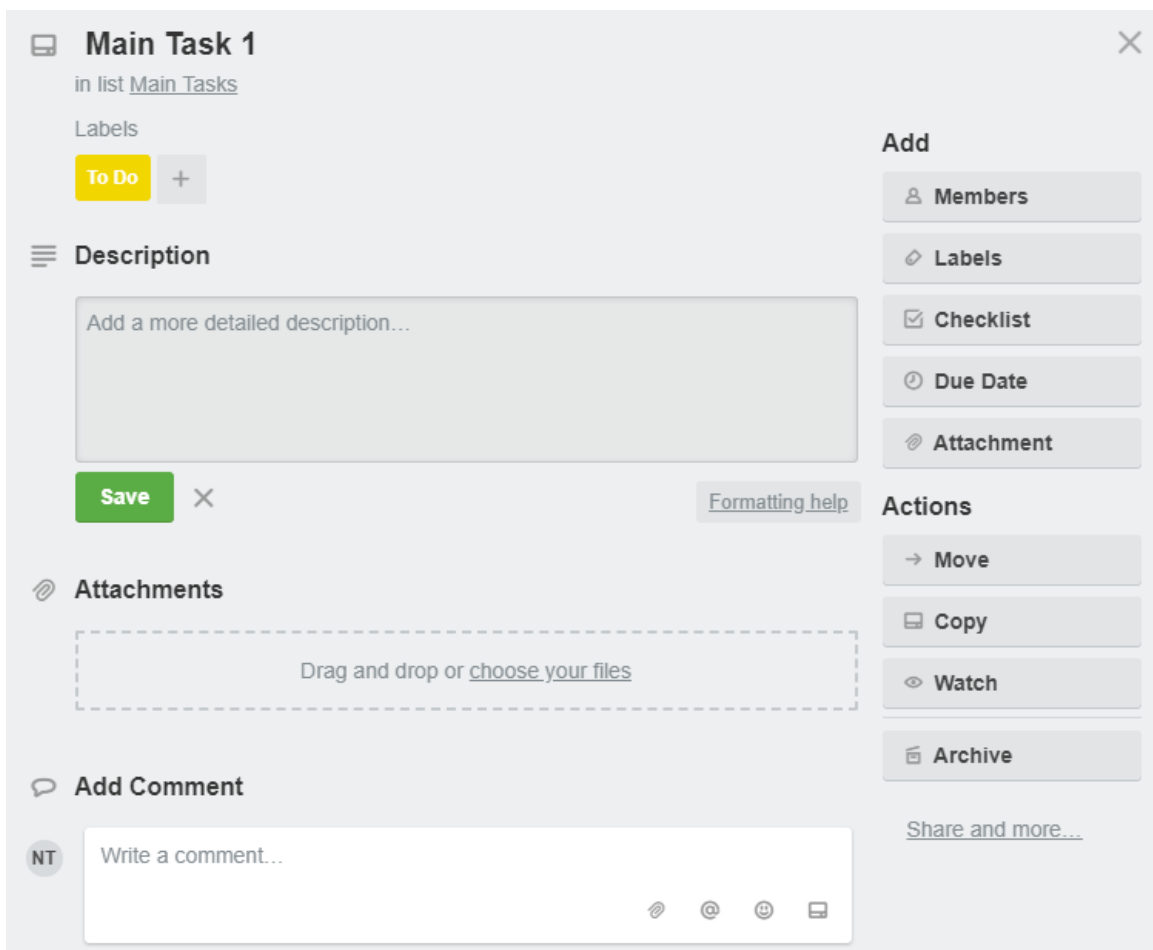 Main Task 1
in list Main Tasks
Labels
To Do +
Description
Add a more detailed description…
Save
Formatting help
Attachments
Drag and drop or choose your files
Add Comment
NT
Write a comment…
Add
Members
Labels
Checklist
Due Date
Attachment
Actions
Move
Copy
Watch
Archive
Share and more…